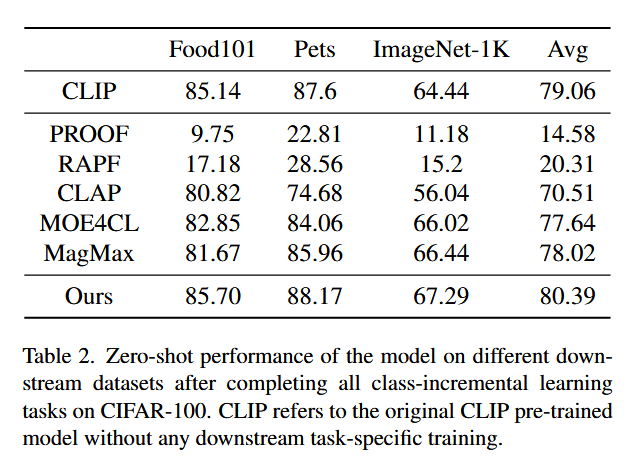 Food101 Pets ImageNet-1K Avg
CLIP 85.14 87.6 64.44 79.06
PROOF 9.75 22.81 11.18 14.58
RAPF 17.18 28.56 15.2 20.31
CLAP 80.82 74.68 56.04 70.51
MOE4CL 82.85 84.06 66.02 77.64
MagMax 81.67 85.96 66.44 78.02
Ours 85.70 88.17 67.29 80.39
Table 2. Zero-shot performance of the model on different down-
stream datasets after completing all class-incremental learning
tasks on CIFAR-100. CLIP refers to the original CLIP pre-trained
model without any downstream task-specific training.